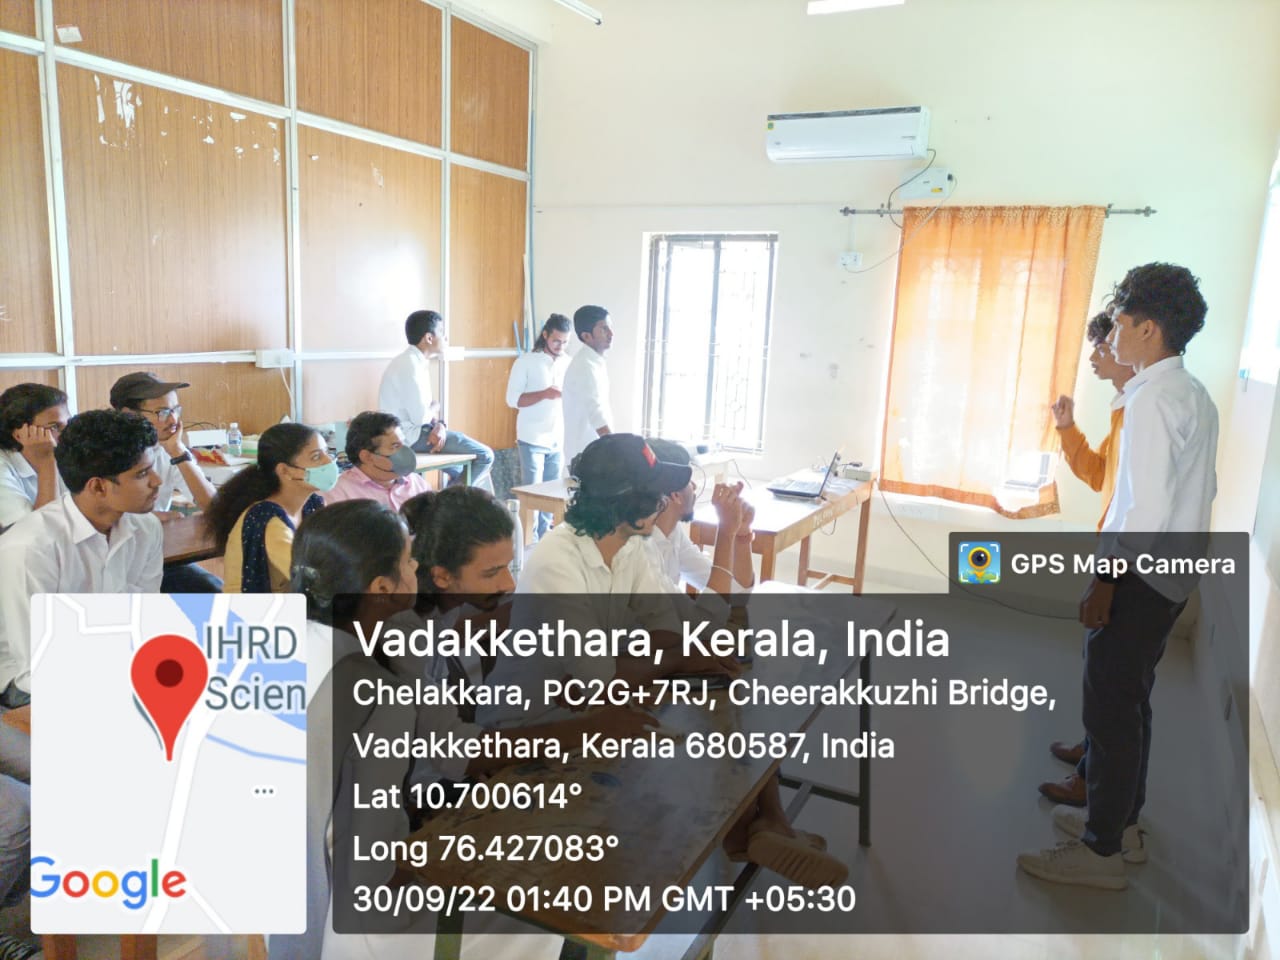 GPS Map Camera
IHRD
Scien
Google
Vadakkethara, Kerala, India
Chelakkara, PC2G+7RJ, Cheerakkuzhi Bridge,
Vadakkethara, Kerala 680587, India
Lat 10.700614°
Long 76.427083°
30/09/22 01:40 PM GMT +05:30